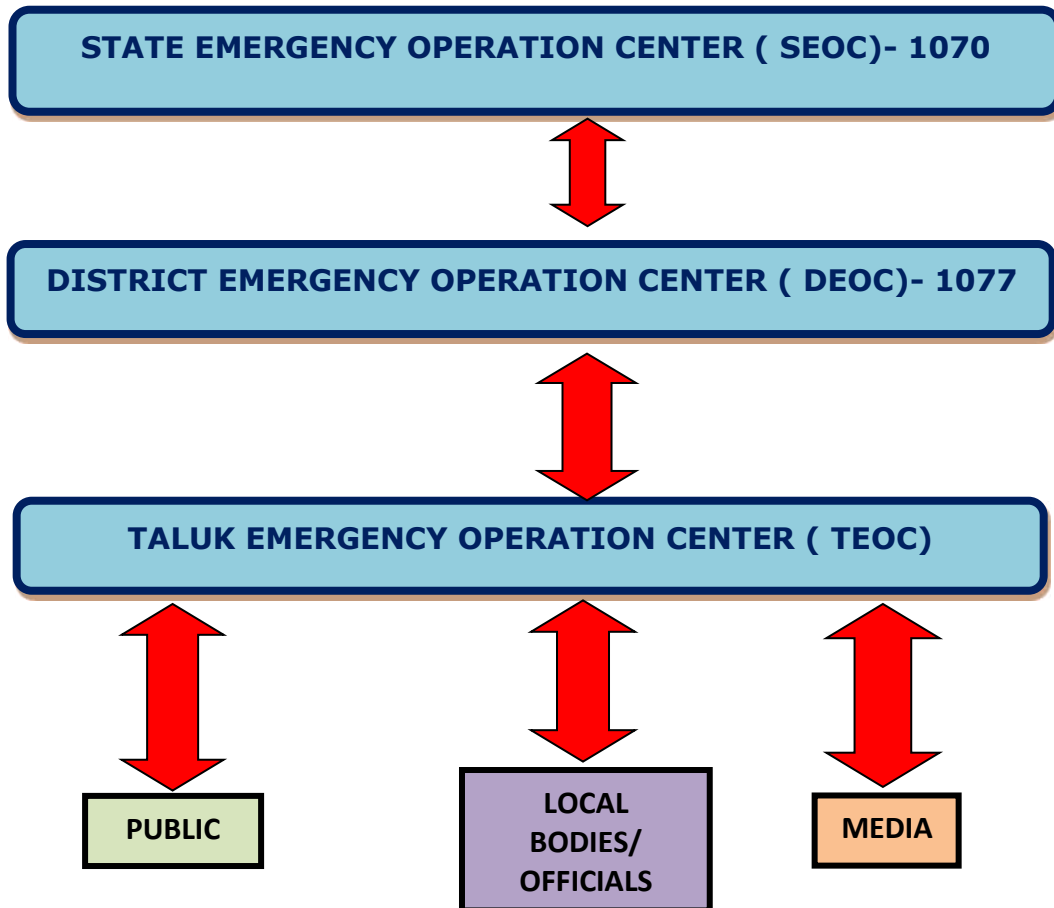 STATE EMERGENCY OPERATION CENTER ( SEOC)- 1070
DISTRICT EMERGENCY OPERATION CENTER ( DEOC)- 1077
TALUK EMERGENCY OPERATION CENTER ( TEOC)
PUBLIC
LOCAL
BODIES/
OFFICIALS
MEDIA